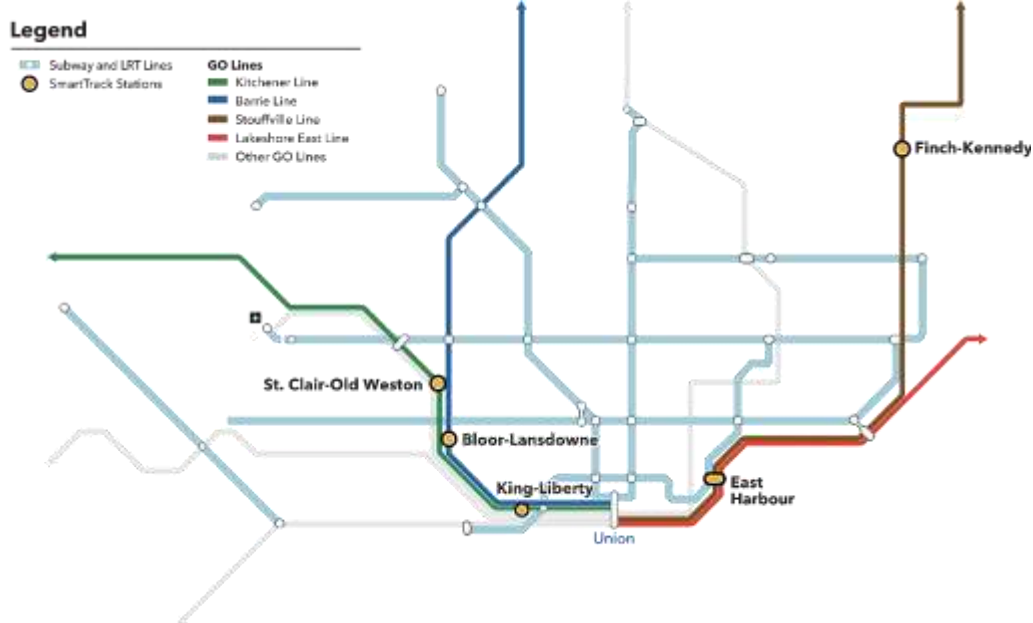 Legend
Subway and LRT Lines
SmartTrack Stations
GO Lines
Kitchener Line
Barrie Line
Stouffville Line
Lakeshore East Line
Other GO Lines
Finch-Kennedy
St. Clair-Old Weston
Bloor-Lansdowne
King-Liberty
East
Harbour
Union